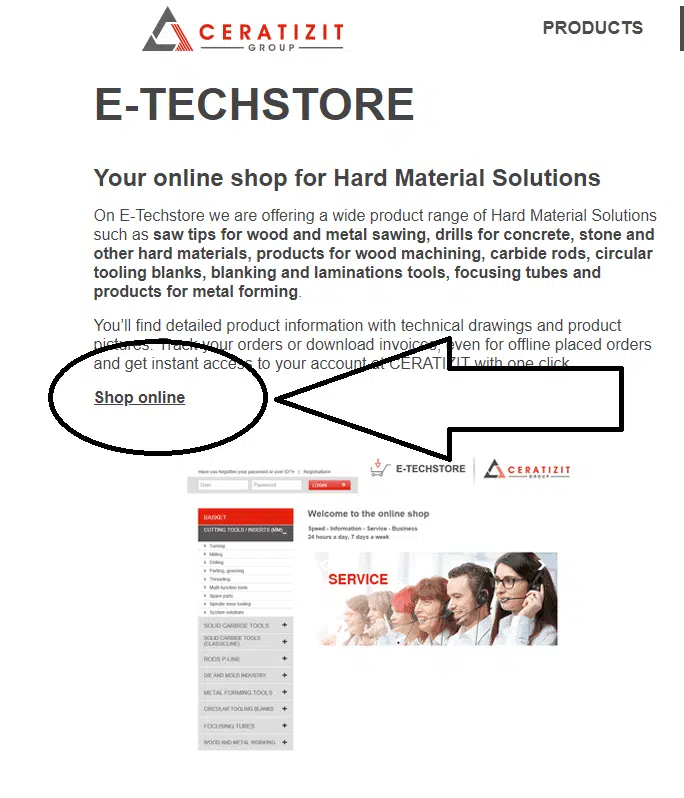 CERATIZIT
GROUP
PRODUCTS
E-TECHSTORE
Your online shop for Hard Material Solutions
On E-Techstore we are offering a wide product range of Hard Material Solutions
such as saw tips for wood and metal sawing, drills for concrete, stone and
other hard materials, products for wood machining, carbide rods, circular
tooling blanks, blanking and laminations tools, focusing tubes and
products for metal forming.
You’ll find detailed product information with technical drawings and product
pictures. Track your orders or download invoices, even for offline placed orders
and get instant access to your account at CERATIZIT with one click.
Shop online
Have you forgotten your password or user ID? | Registration
User Password LOGIN
E-TECHSTORE
CERATIZIT
GROUP
BASKET
CUTTING TOOLS / INSERTS (MM)
Turning
Milling
Drilling
Parting, grooving
Threading
Multi-function tools
Spare parts
Spindle nose tooling
System solutions
SOLID CARBIDE TOOLS +
SOLID CARBIDE TOOLS
(CLASSICLINE) +
RODS P-LINE +
DIE AND MOLD INDUSTRY +
METAL FORMING TOOLS +
CIRCULAR TOOLING BLANKS +
FOCUSING TUBES +
WOOD AND METAL WORKING +
Welcome to the online shop
Speed - Information - Service - Business
24 hours a day, 7 days a week
SERVICE